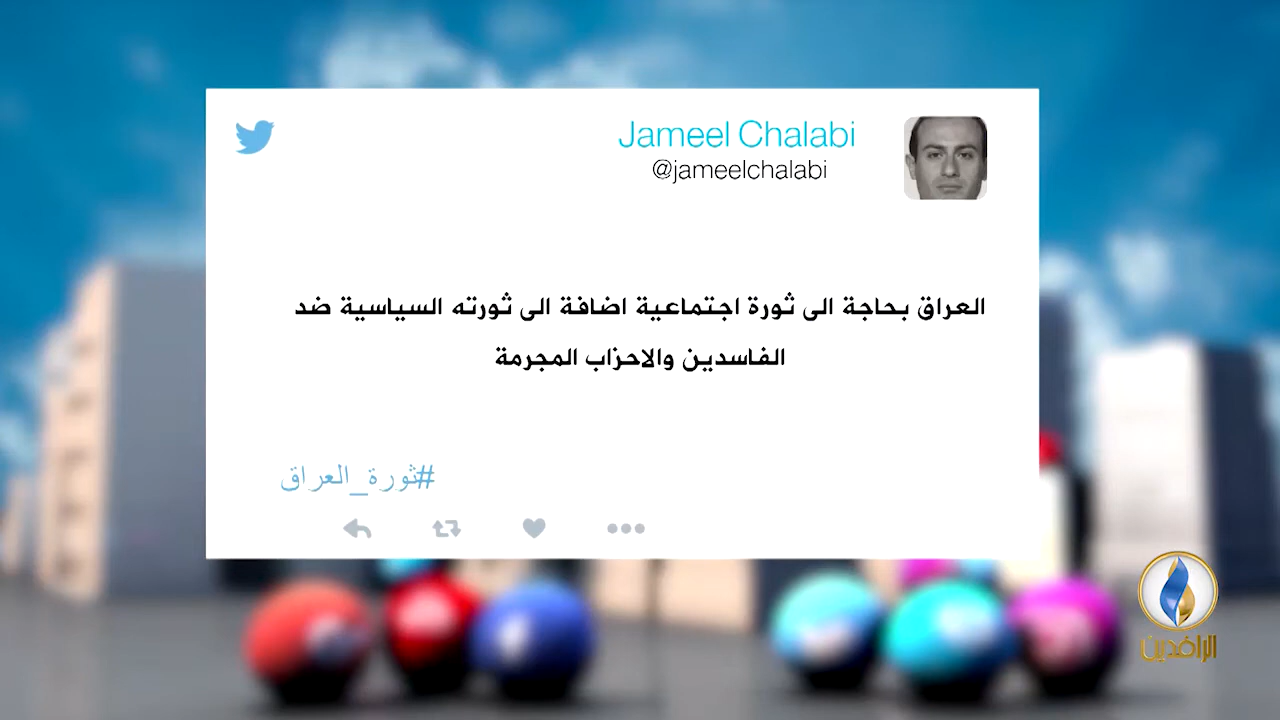 Jameel Chalabi
@jameelchalabi
العراق بحاجة الى ثورة اجتماعية اضافة الى ثورته السياسية ضد
الفاسدين والاحزاب المجرمة
#ثورة_العراق
الرافدين